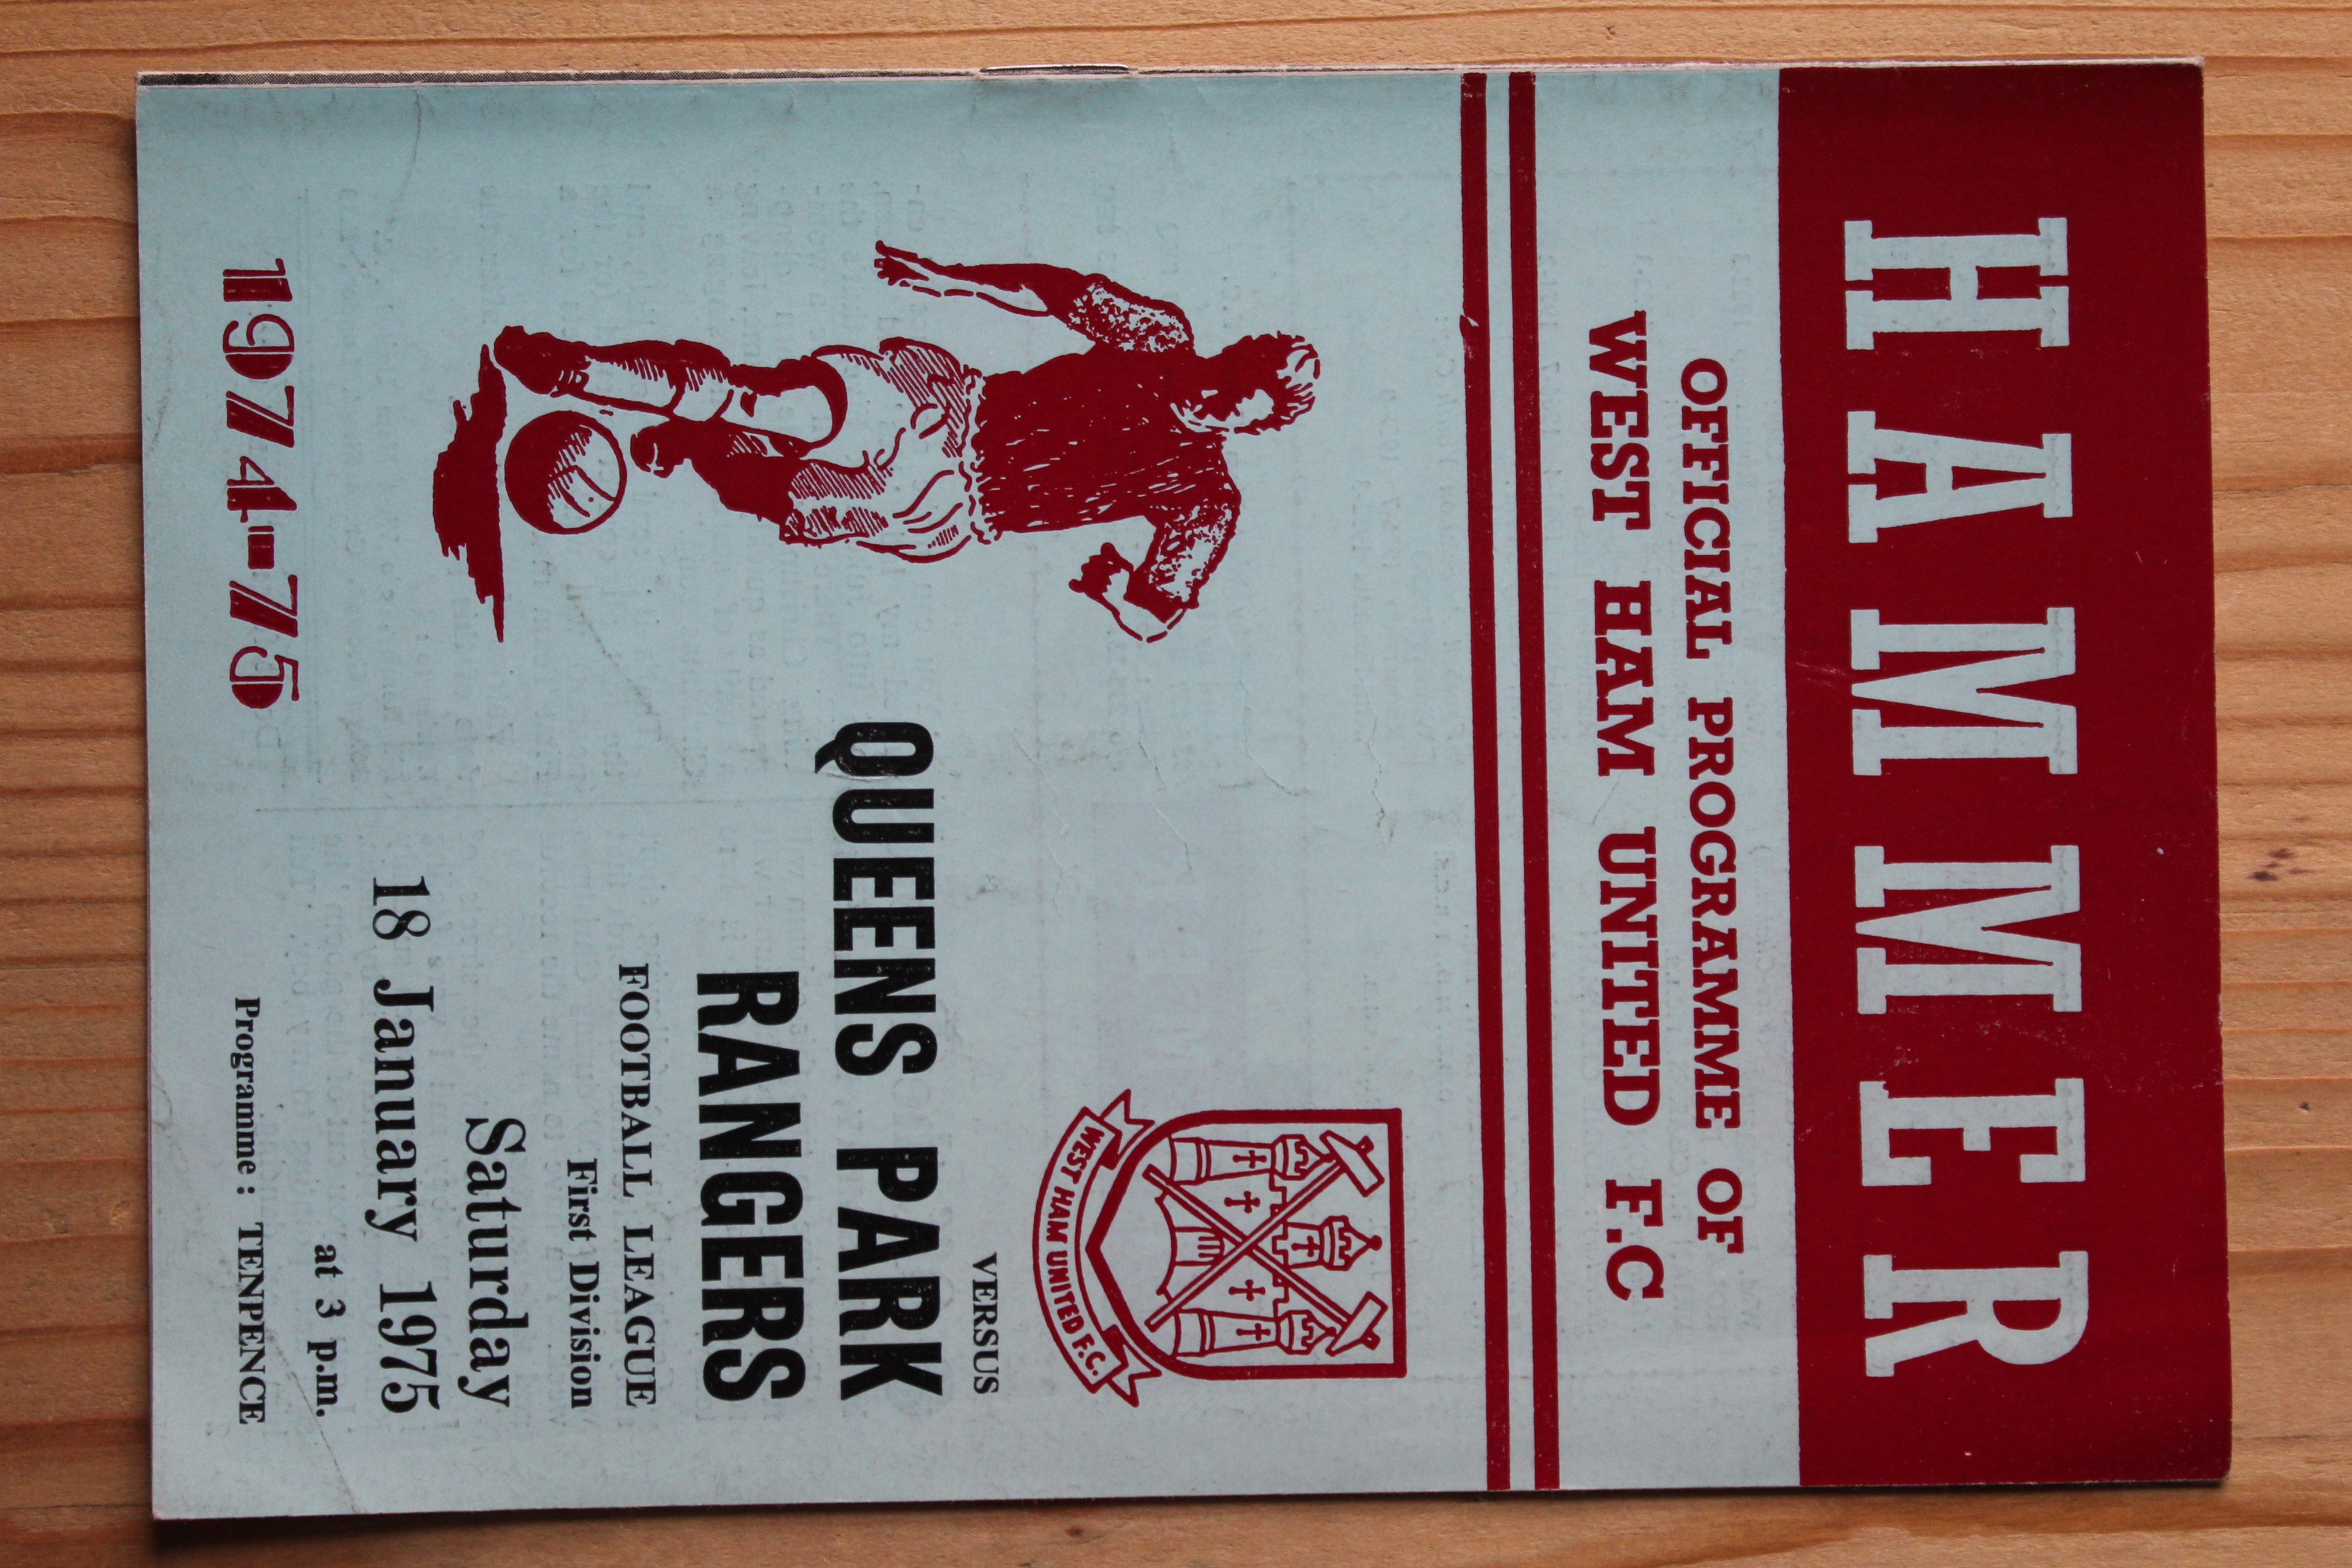 HAMMER
OFFICIAL PROGRAMME OF
WEST HAM UNITED F.C
WEST HAM UNITED F.C.
VERSUS
QUEENS PARK
RANGERS
FOOTBALL LEAGUE
First Division
Saturday
18 January 1975
at 3 p.m.
1974-75
Programme : TENPENCE